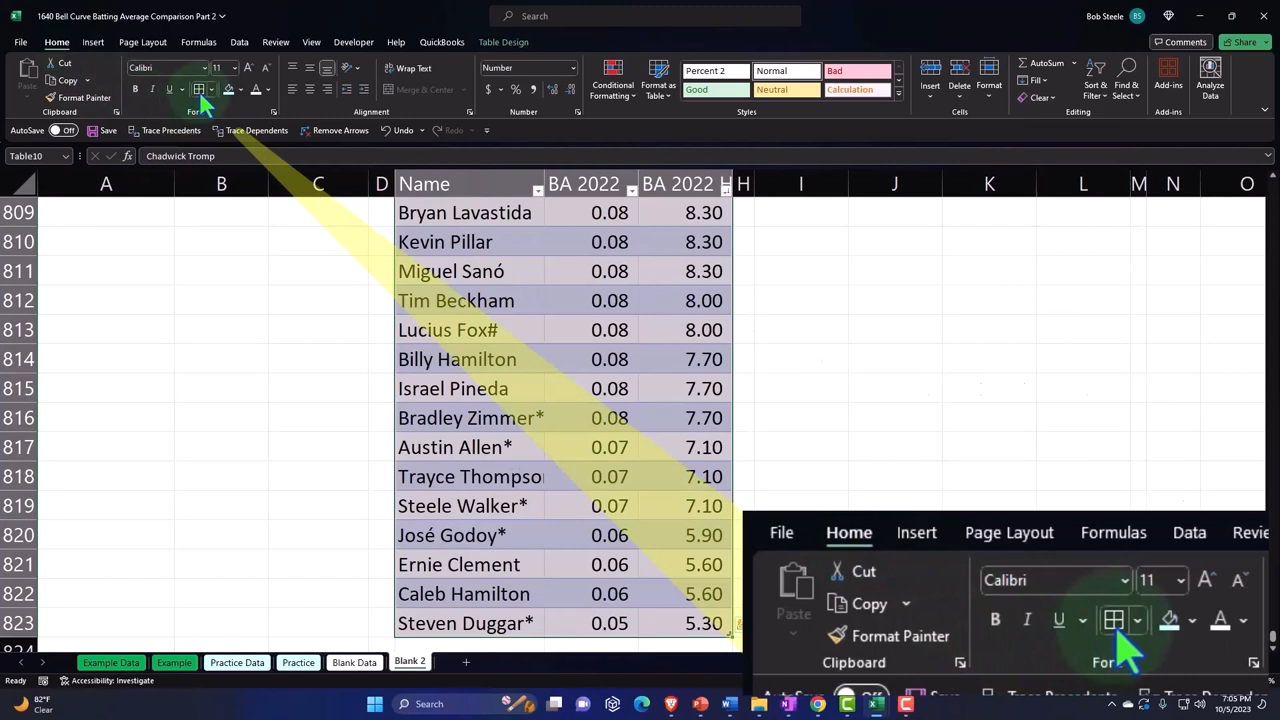 1640 Bell Curve Batting Average Comparison Part 2
Search
Bob Steele BS
File Home Insert Page Layout Formulas Data Review View Developer Help QuickBooks Table Design
Comments Share
Paste
Cut
Copy
Format Painter
Clipboard
Calibri 11
B U A
Wrap Text
Merge & Center
Alignment
Number
$ % 9
Number
Conditional Formatting
Format as Table
Percent 2 Normal Bad
Good Neutral Calculation
Styles
Insert Delete Format
Cells
AutoSum
Fill
Clear
Sort & Filter
Find & Select
Editing
Add-ins
Add-ins
Analyze Data
AutoSave Off Save Trace Precedents Trace Dependents Remove Arrows Undo Redo
Table10 fx Chadwick Tromp
A B C D Name BA 2022 BA 2022 H H I J K L M N O
809 Bryan Lavastida 0.08 8.30
810 Kevin Pillar 0.08 8.30
811 Miguel Sanó 0.08 8.30
812 Tim Beckham 0.08 8.00
813 Lucius Fox# 0.08 8.00
814 Billy Hamilton 0.08 7.70
815 Israel Pineda 0.08 7.70
816 Bradley Zimmer* 0.08 7.70
817 Austin Allen* 0.07 7.10
818 Trayce Thompso 0.07 7.10
819 Steele Walker* 0.07 7.10
820 José Godoy* 0.06 5.90
821 Ernie Clement 0.06 5.60
822 Caleb Hamilton 0.06 5.60
823 Steven Duggar* 0.05 5.30
File Home Insert Page Layout Formulas Data
Paste
Cut
Copy
Format Painter
Clipboard
Calibri 11
B I U A
Example Data Example Practice Data Practice Blank Data Blank 2
Ready Accessibility: Investigate
82°F
Clear
Search
7:05 PM
10/5/2023